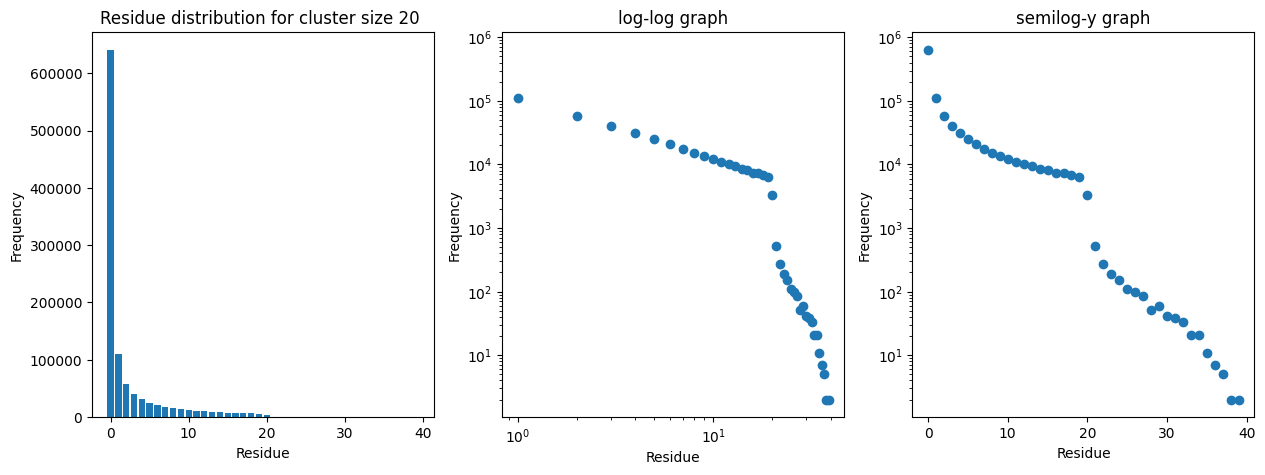 Residue distribution for cluster size 20
Frequency
600000
500000
400000
300000
200000
100000
0
0 10 20 30 40
Residue
log-log graph
Frequency
10^6
10^5
10^4
10^3
10^2
10^1
10^0 10^1
Residue
semilog-y graph
Frequency
10^6
10^5
10^4
10^3
10^2
10^1
0 10 20 30 40
Residue